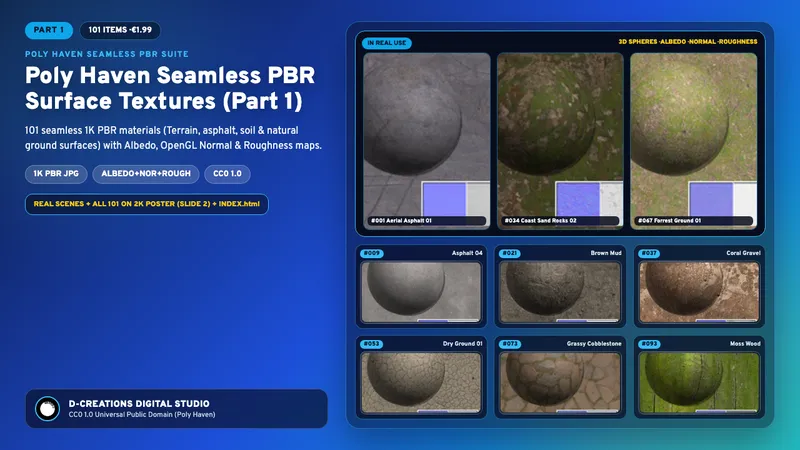 PART 1
101 ITEMS ·€1.99
POLY HAVEN SEAMLESS PBR SUITE
Poly Haven Seamless PBR
Surface Textures (Part 1)
101 seamless 1K PBR materials (Terrain, asphalt, soil & natural
ground surfaces) with Albedo, OpenGL Normal & Roughness maps.
1K PBR JPG
ALBEDO+NOR+ROUGH
CC0 1.0
REAL SCENES + ALL 101 ON 2K POSTER (SLIDE 2) + INDEX.html
D-CREATIONS DIGITAL STUDIO
CC0 1.0 Universal Public Domain (Poly Haven)
IN REAL USE
3D SPHERES ·ALBEDO ·NORMAL ·ROUGHNESS
#001 Aerial Asphalt 01
#034 Coast Sand Rocks 02
#067 Forrest Ground 01
#009
Asphalt 04
#021
Brown Mud
#037
Coral Gravel
#053
Dry Ground 01
#073
Grassy Cobblestone
#093
Moss Wood